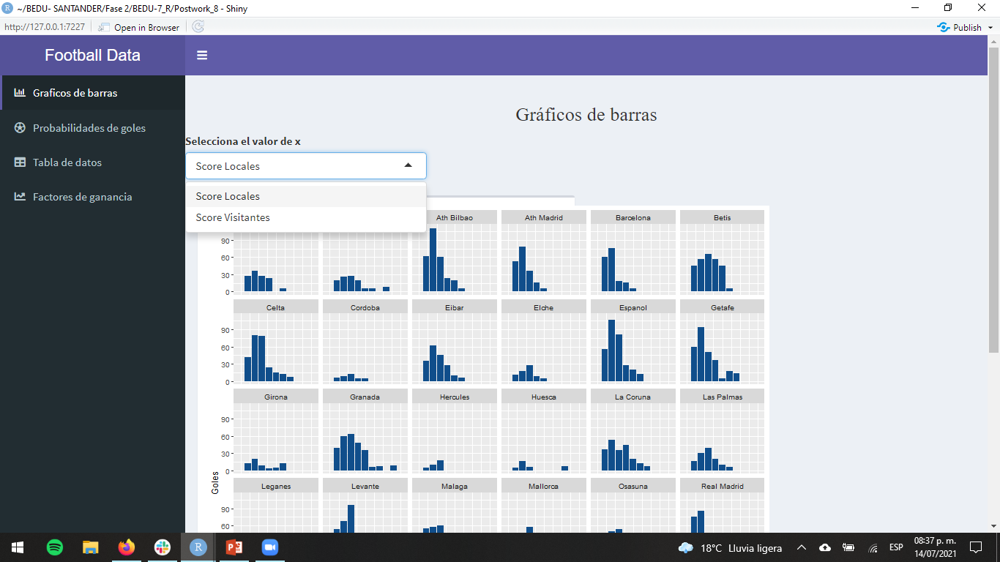 ~/BEDU- SANTANDER/Fase 2/BEDU-7_R/Postwork_8 - Shiny
http://127.0.0.1:7227 Open in Browser Publish
Football Data
Graficos de barras
Probabilidades de goles
Tabla de datos
Factores de ganancia
Gráficos de barras
Selecciona el valor de x
Score Locales
Score Locales
Score Visitantes
Ath Bilbao Ath Madrid Barcelona Betis
90
60
30
0
Celta Cordoba Eibar Elche Espanol Getafe
90
60
30
0
Girona Granada Hercules Huesca La Coruna Las Palmas
90
60
30
0
Goles
Leganes Levante Malaga Mallorca Osasuna Real Madrid
90
60
18°C Lluvia ligera ESP 08:37 p. m.
14/07/2021